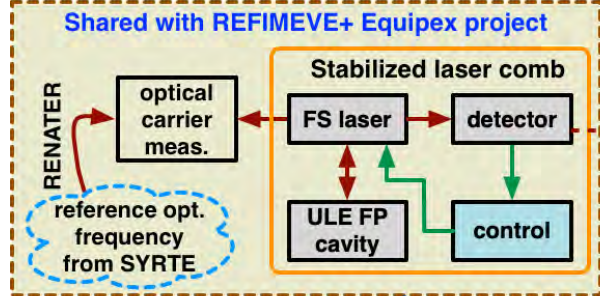 Shared with REFIMEVE+ Equipex project
Stabilized laser comb
RENATER
optical
carrier
meas.
FS laser
detector
reference opt.
frequency
from SYRTE
ULE FP
cavity
control